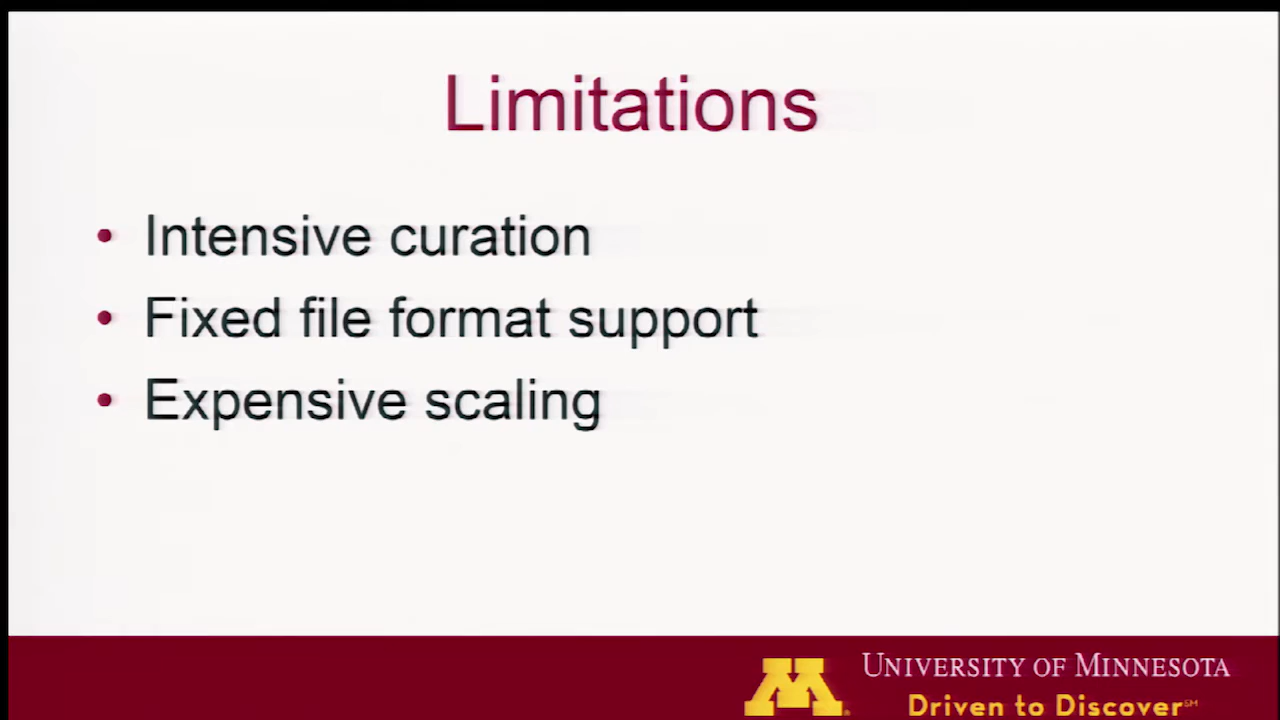 Limitations
• Intensive curation
• Fixed file format support
• Expensive scaling
M
UNIVERSITY OF MINNESOTA
Driven to Discover℠